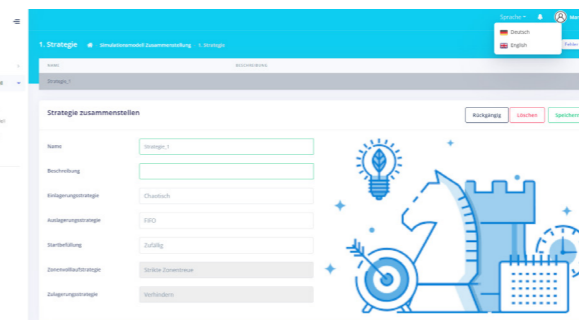 Sprache
Deutsch
English
1. Strategie
Simulationsmodell Zusammenstellung
1. Strategie
NAME
BESCHREIBUNG
Strategie_1
Strategie zusammenstellen
Rückgängig
Löschen
Speichern
Name
Strategie_1
Beschreibung
Einlagerungsstrategie
Chaotisch
Auslagerungsstrategie
FIFO
Startbefüllung
Zufällig
Zonenvollaufstrategie
Strikte Zonentreue
Zulagerungsstrategie
Verhindern